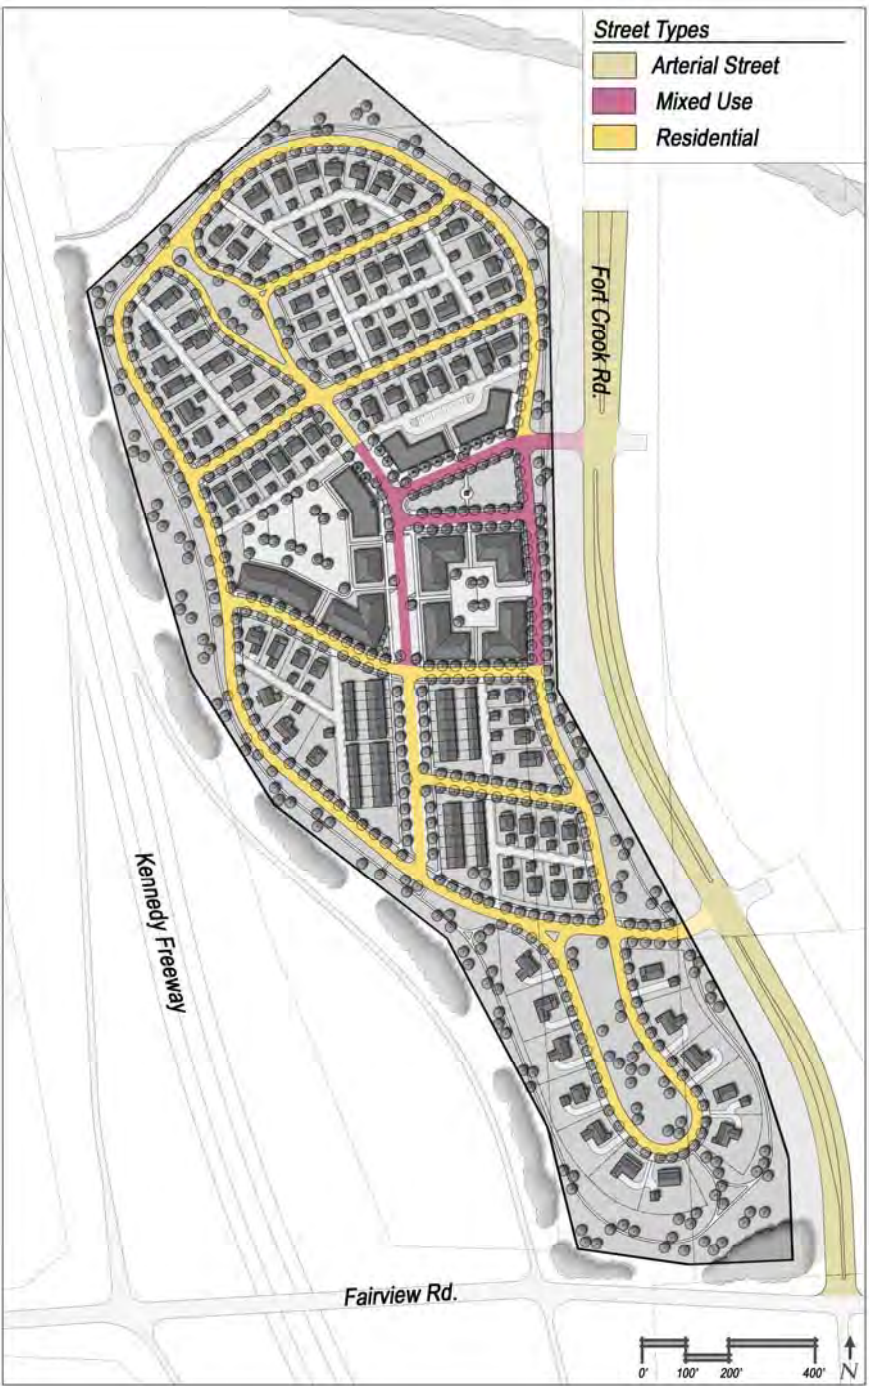 Street Types
Arterial Street
Mixed Use
Residential
Fort Crook Rd.
Kennedy Freeway
Fairview Rd.
0' 100' 200' 400' N